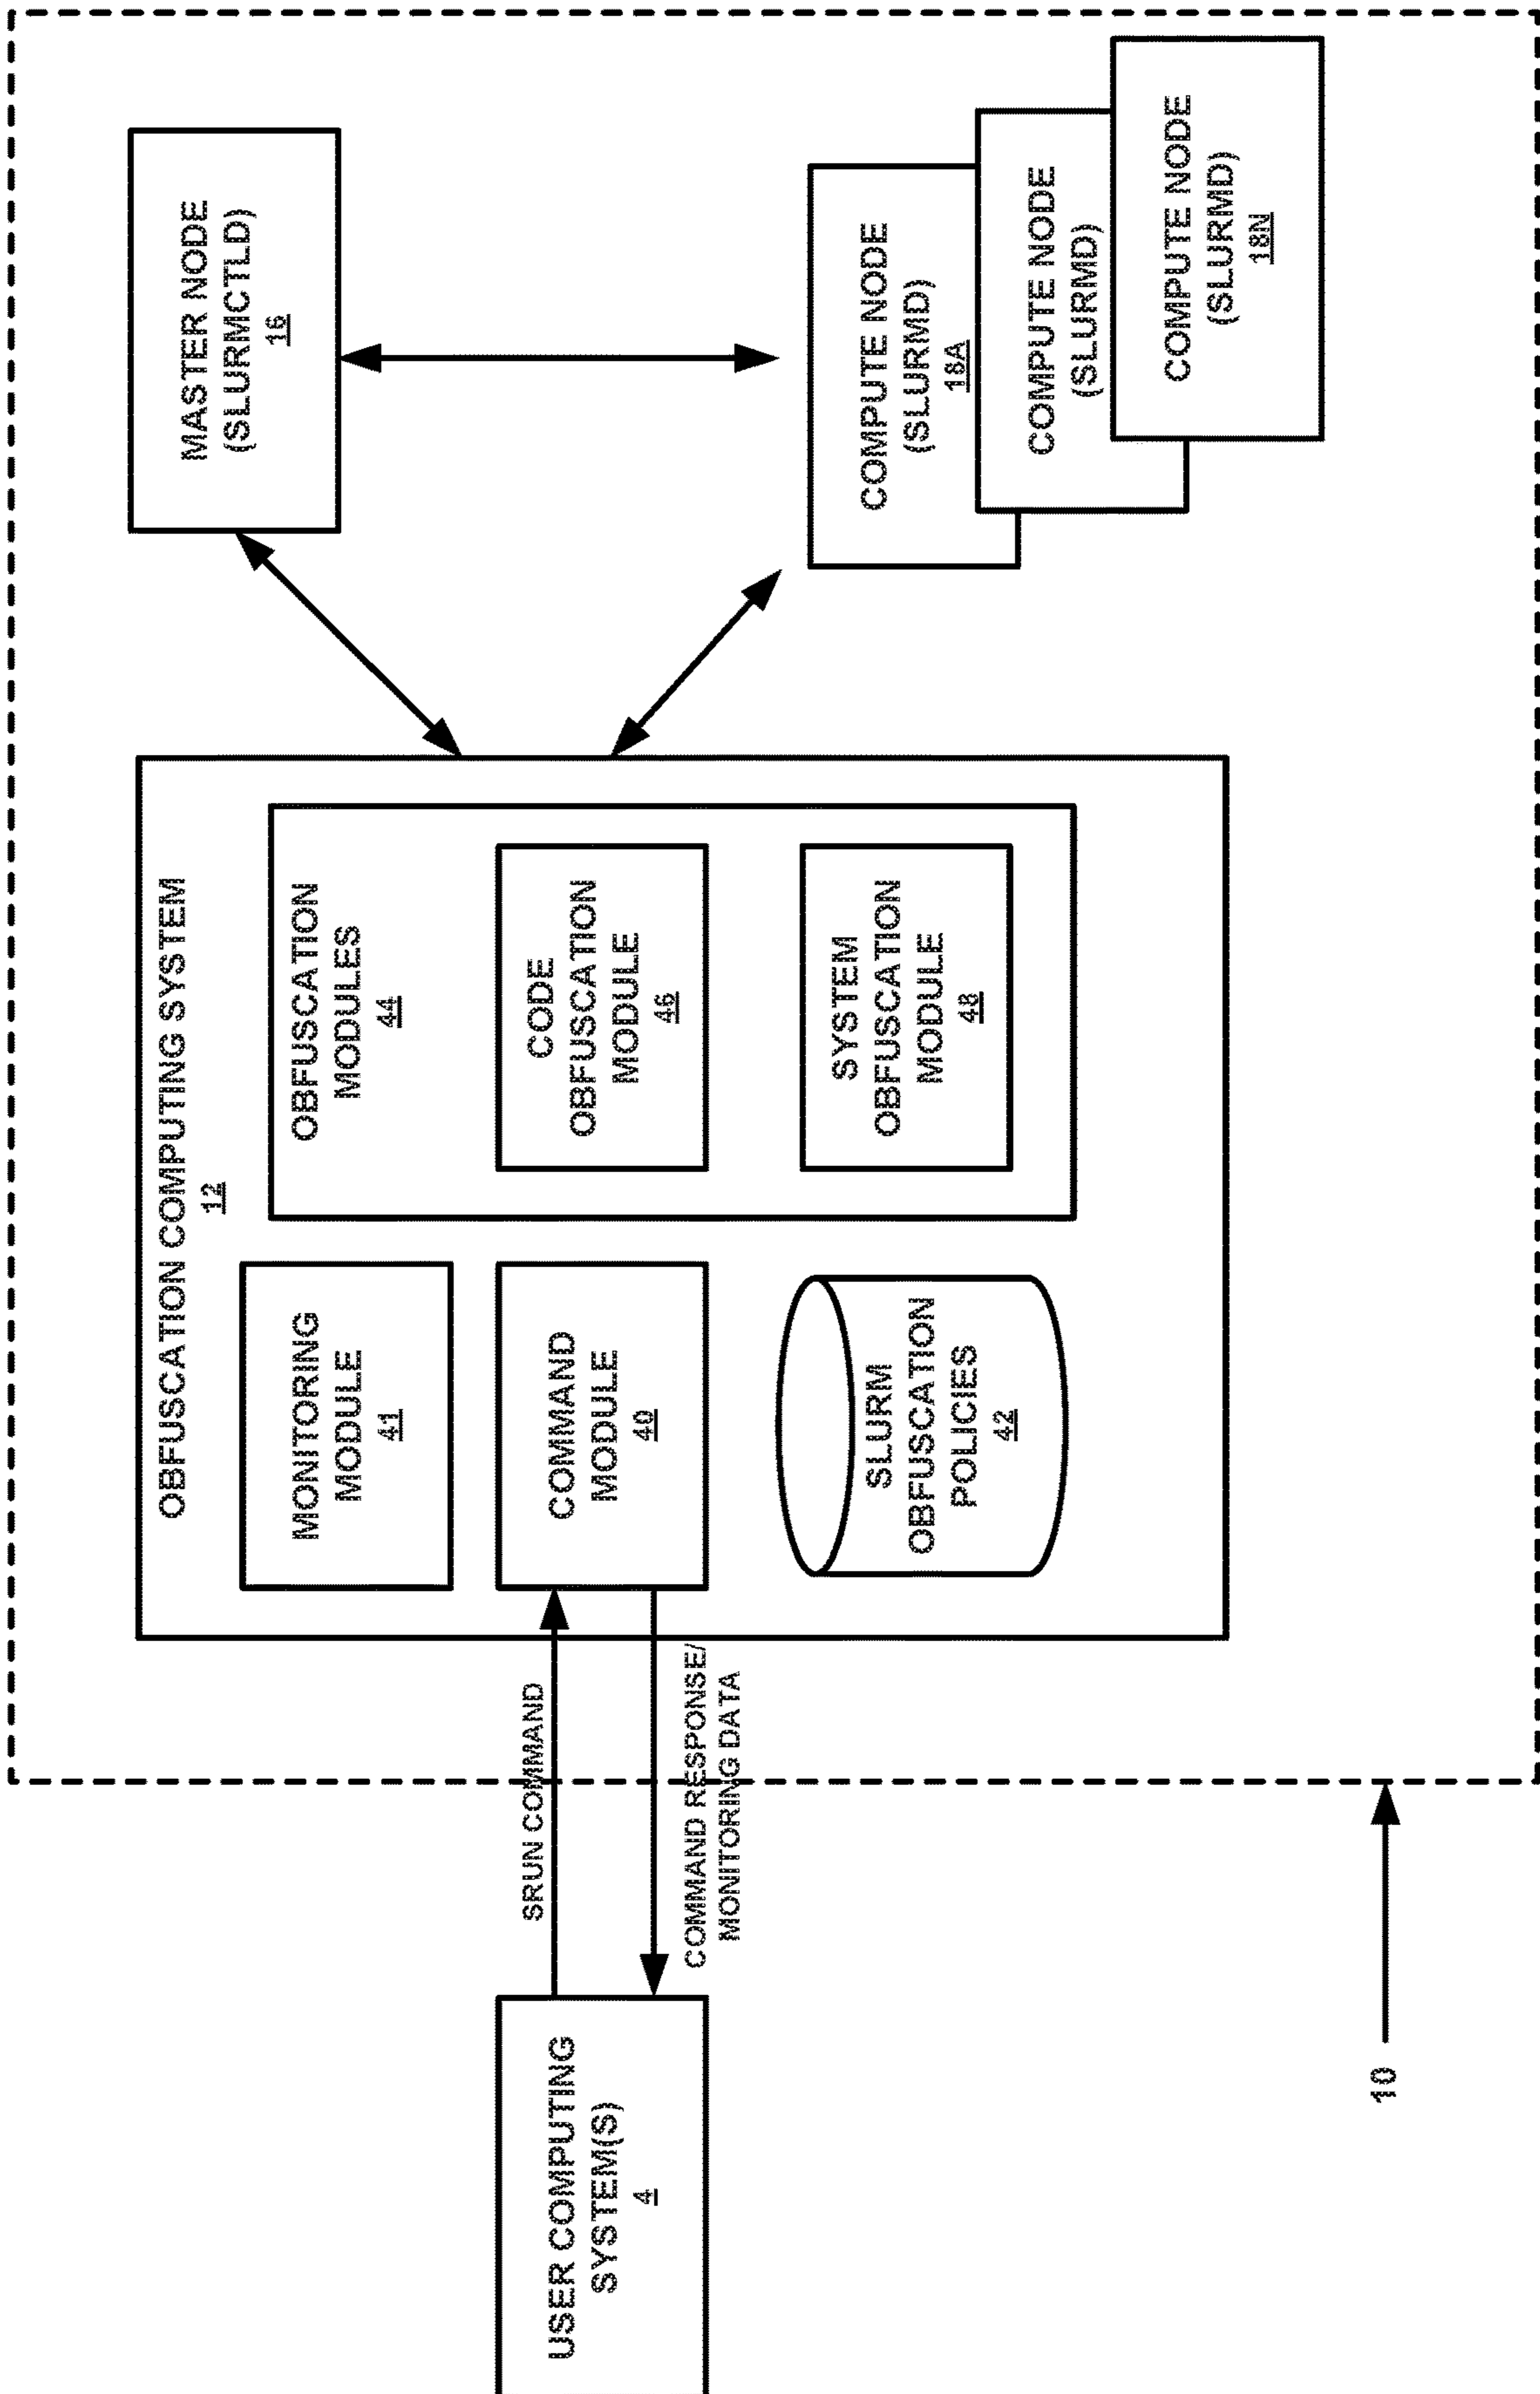 USER COMPUTING
SYSTEM(S)
4
SRUN COMMAND
COMMAND RESPONSE/
MONITORING DATA
10
OBFUSCATION COMPUTING SYSTEM
12
MONITORING
MODULE
41
COMMAND
MODULE
40
SLURM
OBFUSCATION
POLICIES
42
OBFUSCATION
MODULES
44
CODE
OBFUSCATION
MODULE
46
SYSTEM
OBFUSCATION
MODULE
48
MASTER NODE
(SLURMCTLD)
16
COMPUTE NODE
(SLURMD)
18A
COMPUTE NODE
(SLURMD)
COMPUTE NODE
(SLURMD)
18N